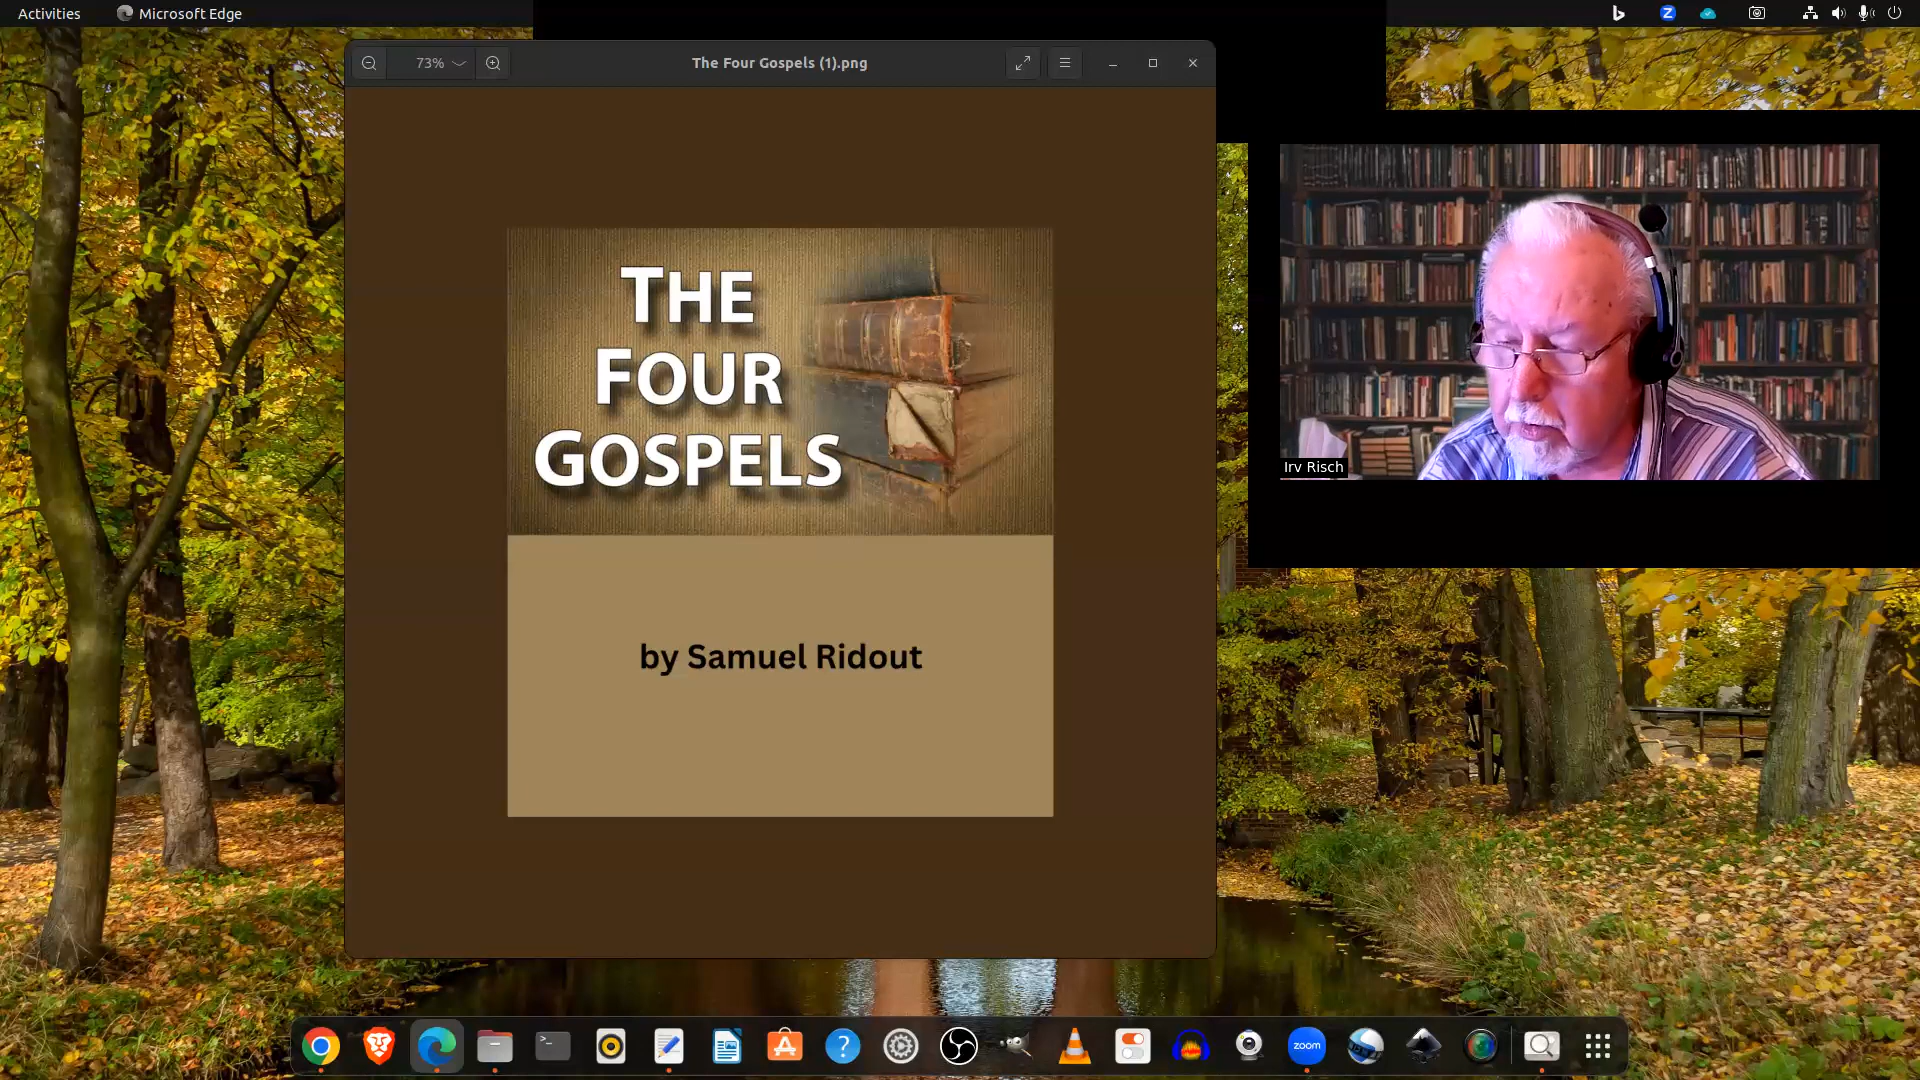 Activities
Microsoft Edge
73%
The Four Gospels (1).png
THE
FOUR
GOSPELS
by Samuel Ridout
Irv Risch
zoom